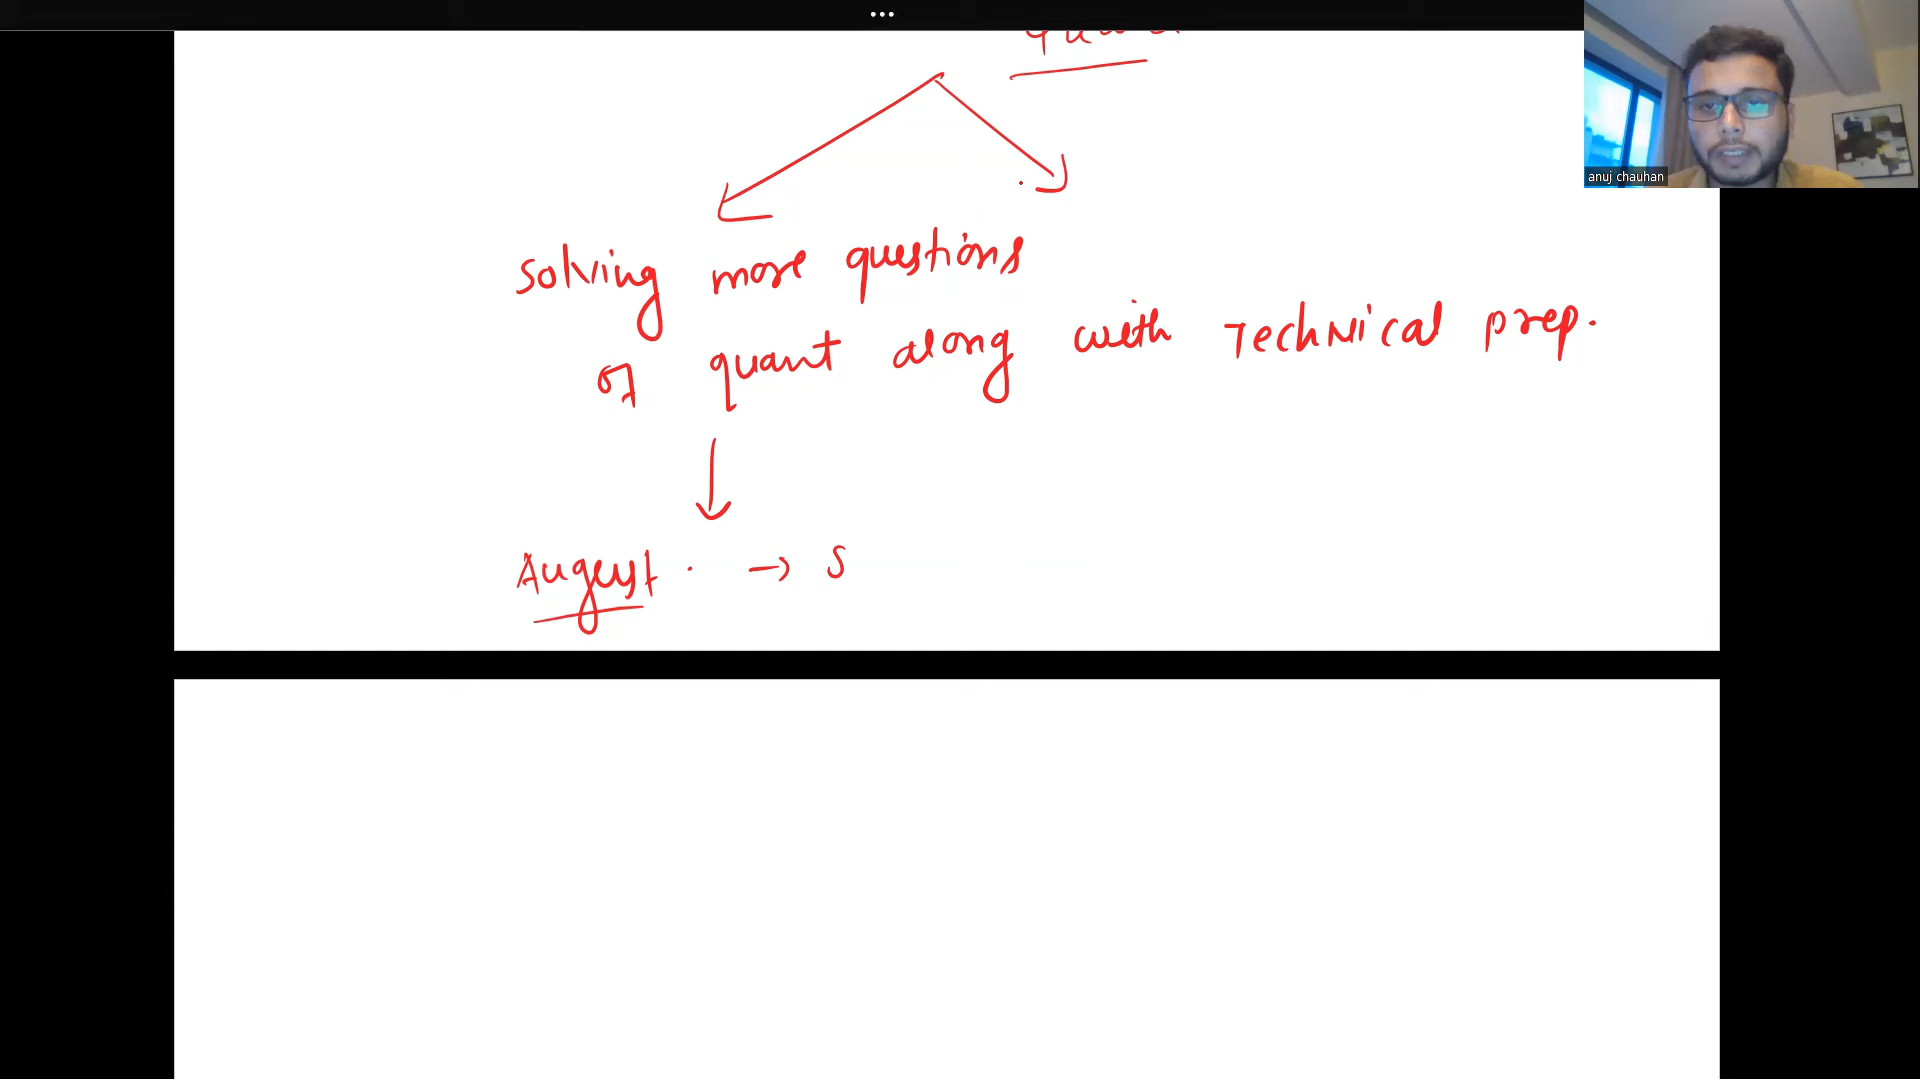 anuj chauhan
solving more questions
of quant along with Technical prep.
August. → S